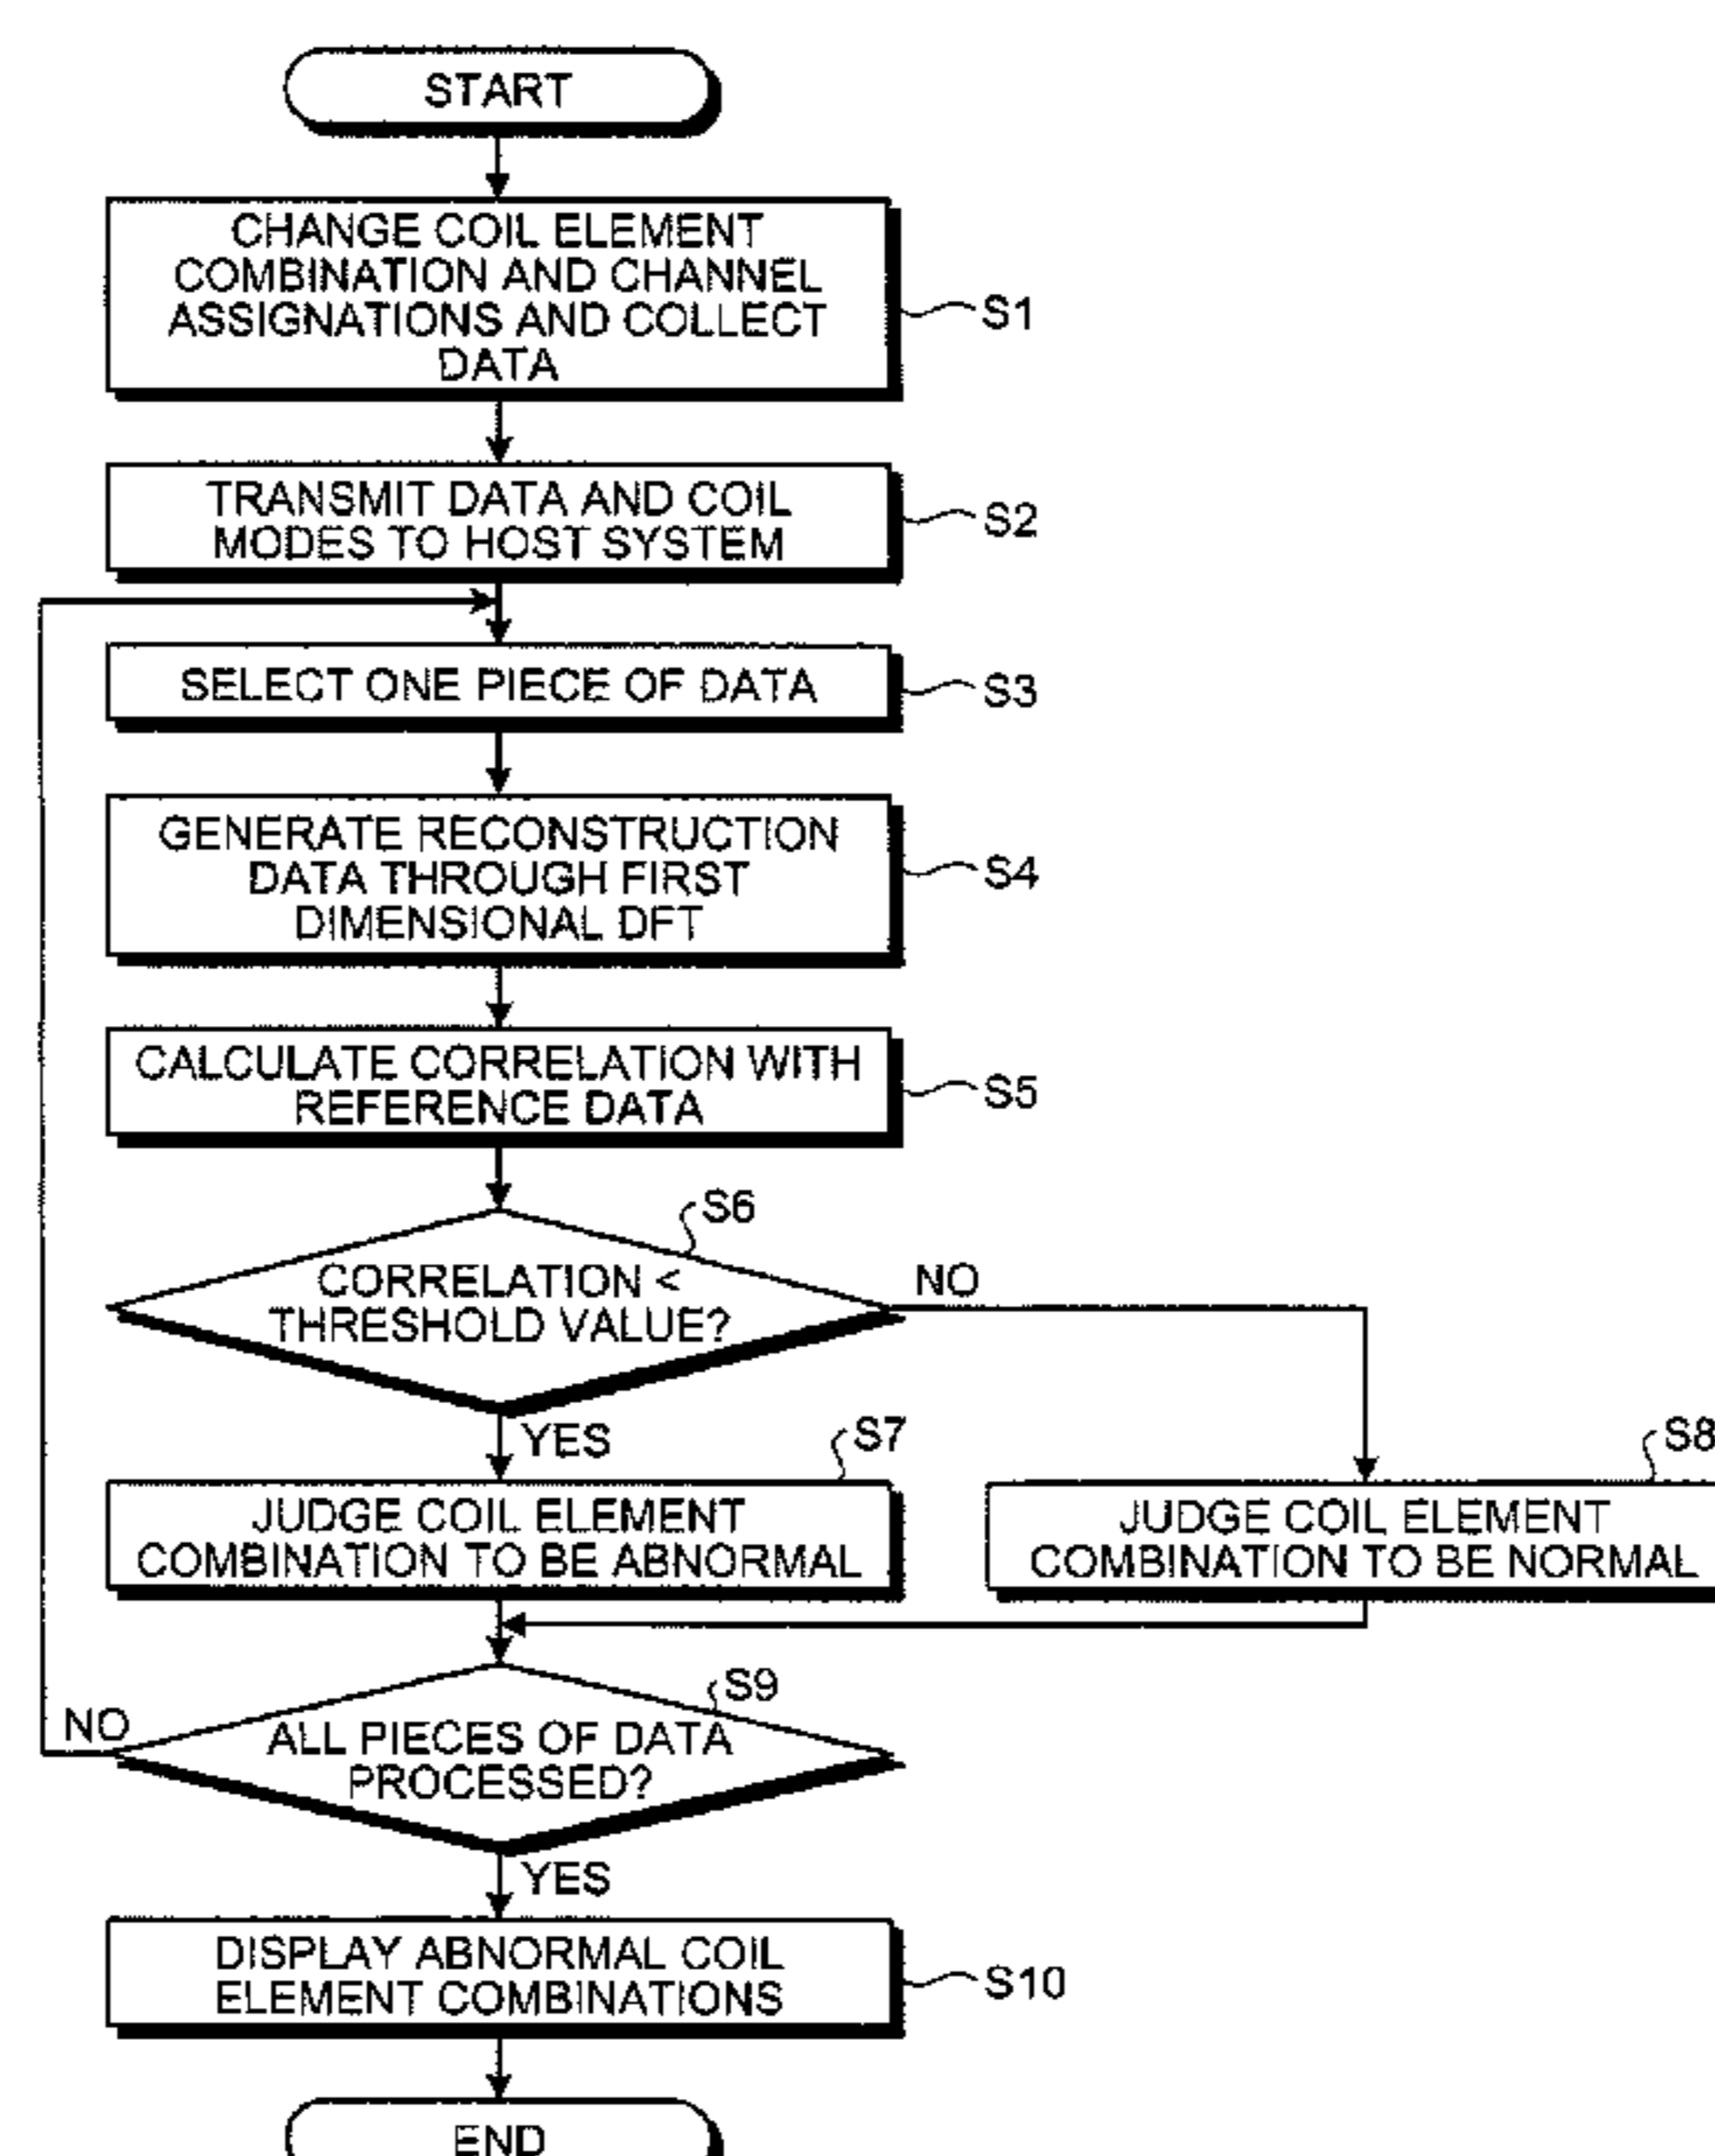 START
CHANGE COIL ELEMENT
COMBINATION AND CHANNEL
ASSIGNATIONS AND COLLECT
DATA
S1
TRANSMIT DATA AND COIL
MODES TO HOST SYSTEM
S2
SELECT ONE PIECE OF DATA
S3
GENERATE RECONSTRUCTION
DATA THROUGH FIRST
DIMENSIONAL DFT
S4
CALCULATE CORRELATION WITH
REFERENCE DATA
S5
S6
CORRELATION <
THRESHOLD VALUE?
NO
YES
S7
JUDGE COIL ELEMENT
COMBINATION TO BE ABNORMAL
S8
JUDGE COIL ELEMENT
COMBINATION TO BE NORMAL
S9
NO
ALL PIECES OF DATA
PROCESSED?
YES
DISPLAY ABNORMAL COIL
ELEMENT COMBINATIONS
S10
END